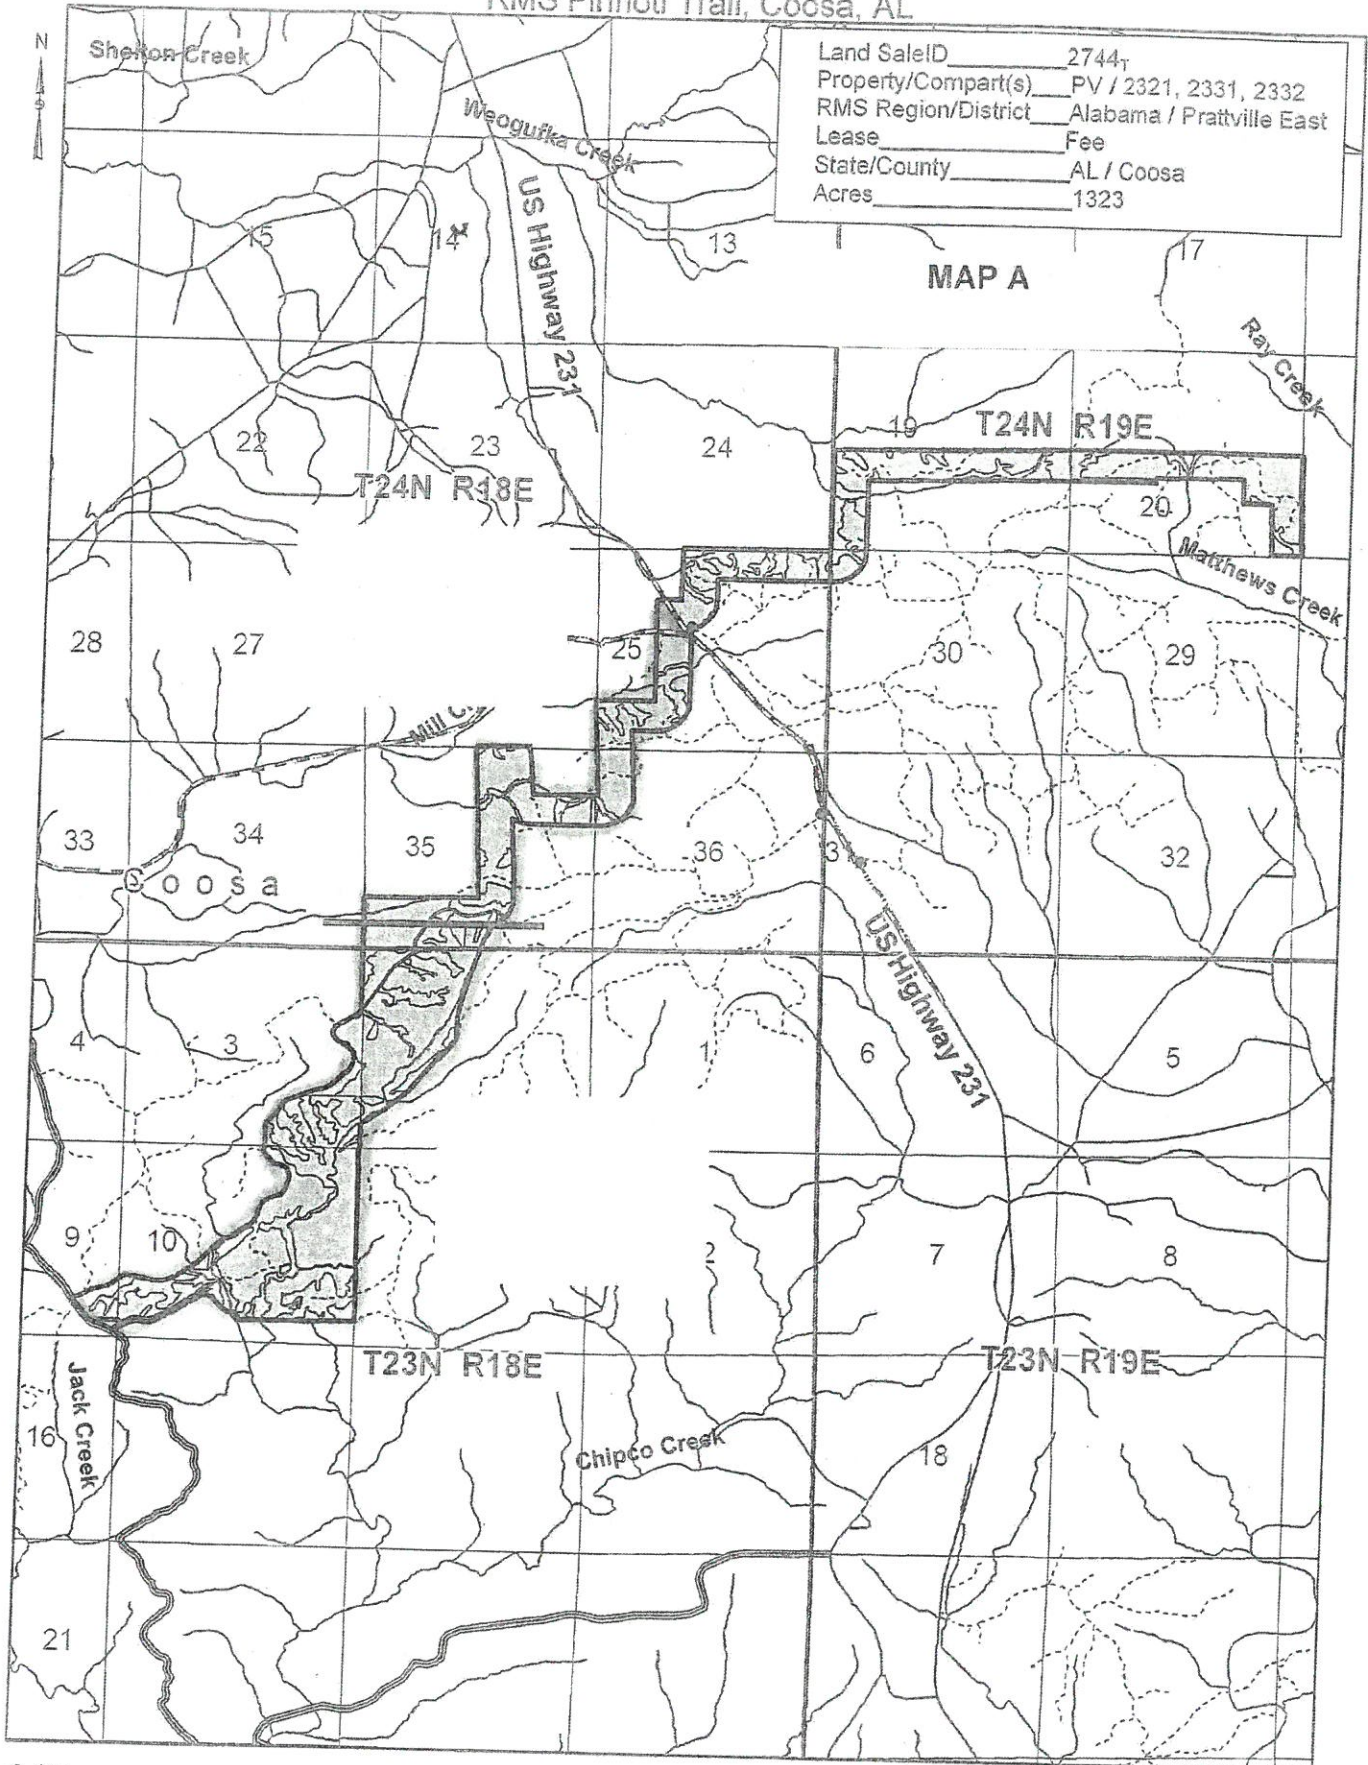 RMS Pinhoti Trail, Coosa, AL
N
Land SaleID 2744T
Property/Compart(s) PV / 2321, 2331, 2332
RMS Region/District Alabama / Prattville East
Lease Fee
State/County AL / Coosa
Acres 1323
Shelton Creek
Weogufka Creek
US Highway 231
15
14
13
17
MAP A
Ray Creek
22
23
24
19
T24N R19E
T24N R18E
20
Matthews Creek
28
27
25
30
29
Mill
33
34
35
36
3
32
Coosa
US Highway 231
4
3
1
6
5
9
10
2
7
8
T23N R18E
T23N R19E
Jack Creek
16
Chipco Creek
18
21